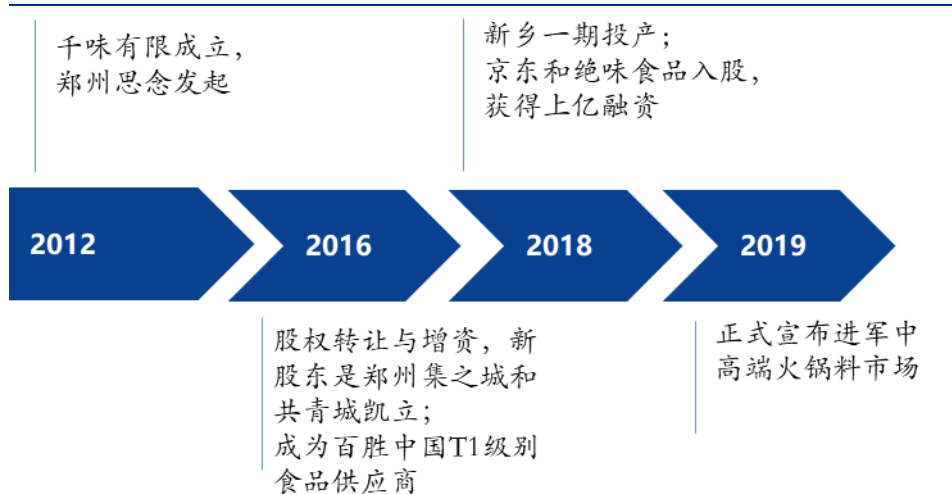 千味有限成立，
郑州思念发起
新乡一期投产；
京东和绝味食品入股，
获得上亿融资
2012
2016
2018
2019
股权转让与增资，新
股东是郑州集之城和
共青城凯立；
成为百胜中国T1级别
食品供应商
正式宣布进军中
高端火锅料市场